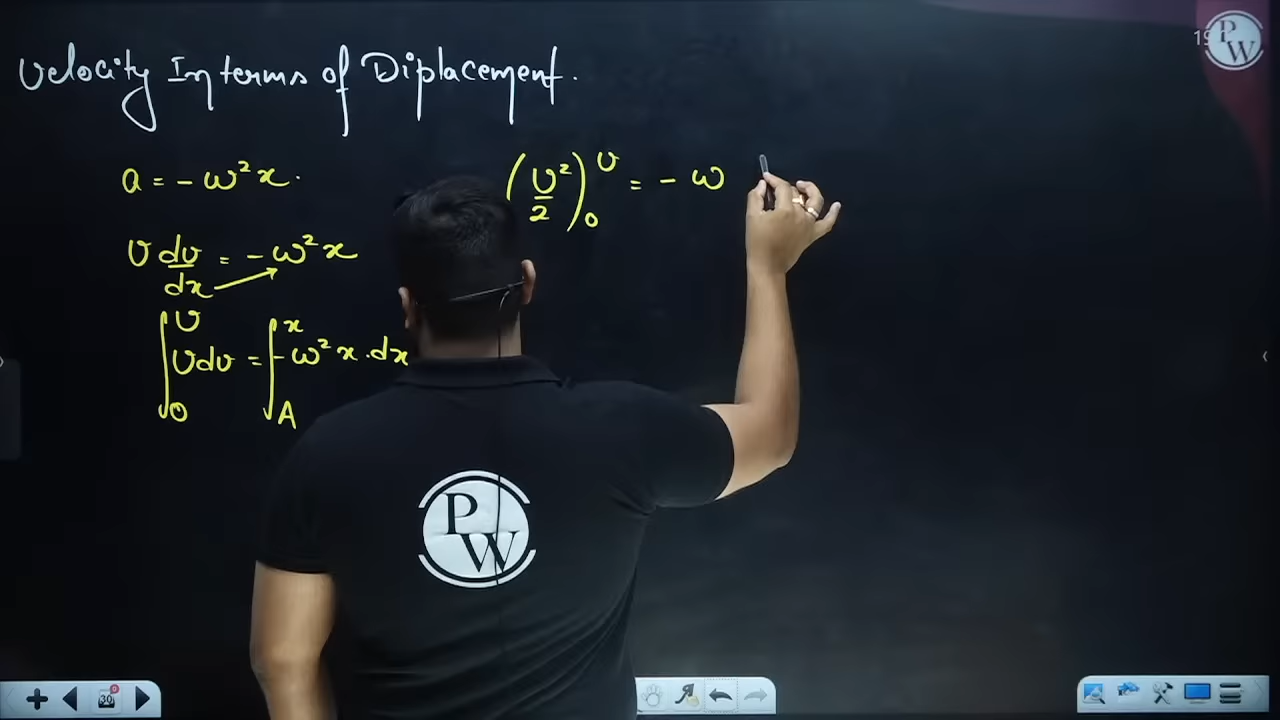 Velocity In terms of Diplacement.
a = - ω²x.
v dv/dx = - ω²x
∫₀^v v dv = ∫_A^x - ω² x . dx
(v²/2)₀^v = - ω
PW
PW
30